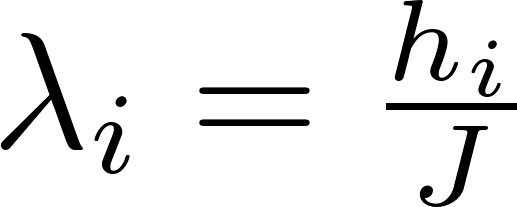 λ_i = h_i / J